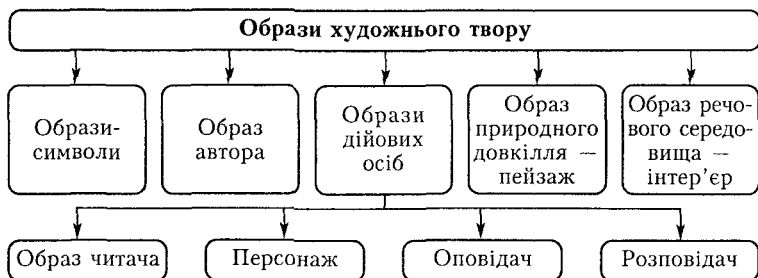 Образи художнього твору
Образи-
символи
Образ
автора
Образи
дійових
осіб
Образ
природного
довкілля —
пейзаж
Образ речо-
вого середо-
вища —
інтер'єр
Образ читача
Персонаж
Оповідач
Розповідач